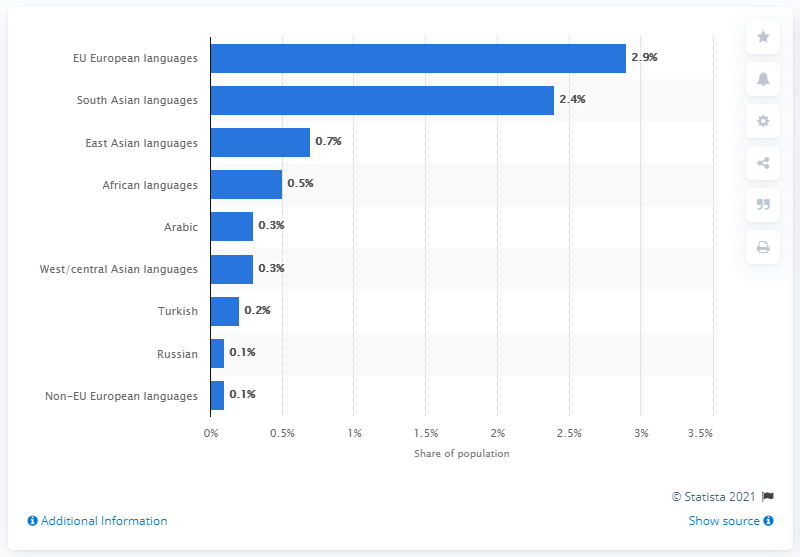 EU European languages 2.9%
South Asian languages 2.4%
East Asian languages 0.7%
African languages 0.5%
Arabic 0.3%
West/central Asian languages 0.3%
Turkish 0.2%
Russian 0.1%
Non-EU European languages 0.1%
0% 0.5% 1% 1.5% 2% 2.5% 3% 3.5%
Share of population
© Statista 2021
Additional Information Show source